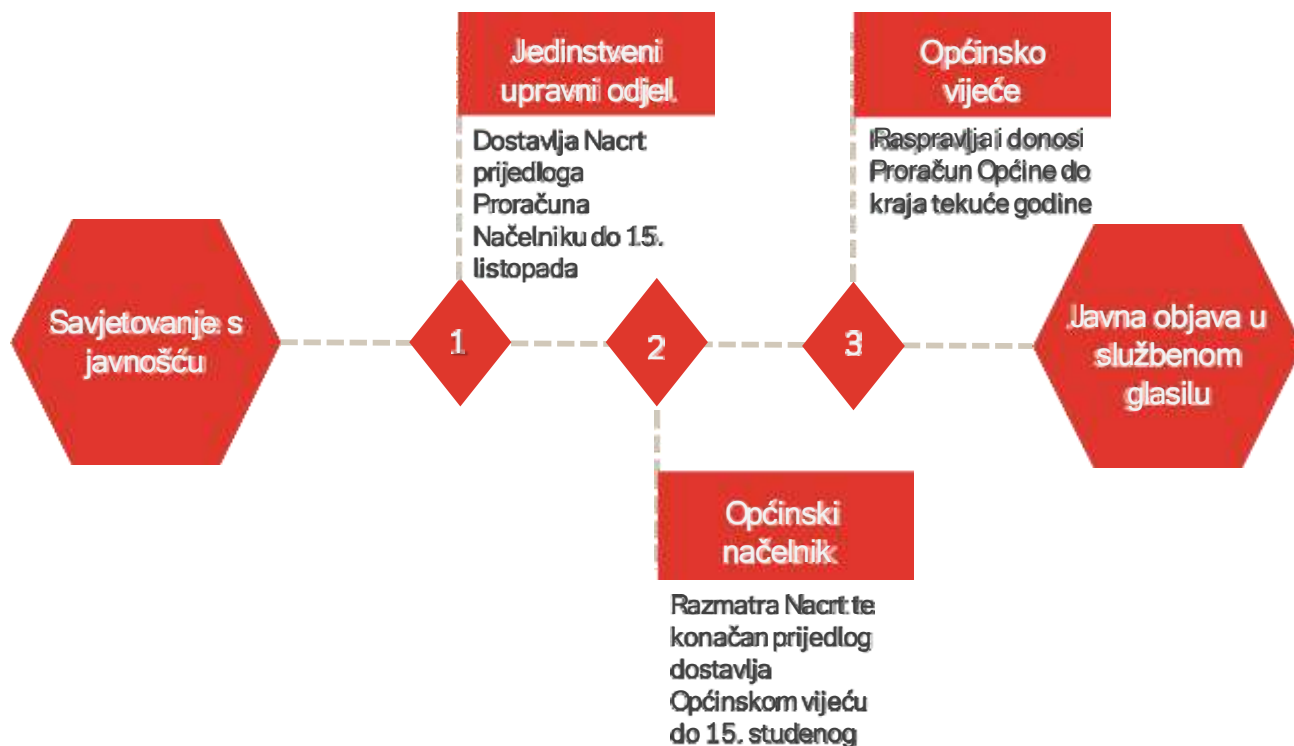 Savjetovanje s
javnošću
1
Jedinstveni
upravni odjel
Dostavlja Nacrt
prijedloga
Proračuna
Načelniku do 15.
listopada
2
Općinski
načelnik
Razmatra Nacrt te
konačan prijedlog
dostavlja
Općinskom vijeću
do 15. studenog
3
Općinsko
vijeće
Raspravlja i donosi
Proračun Općine do
kraja tekuće godine
Javna objava u
službenom
glasilu